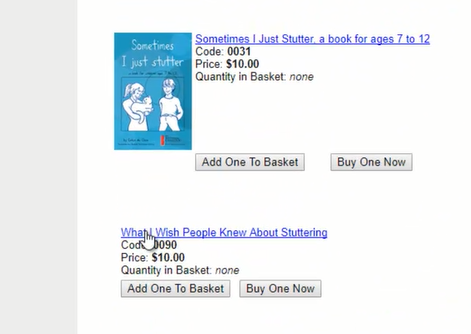 Sometimes I Just Stutter, a book for ages 7 to 12
Code: 0031
Price: $10.00
Quantity in Basket: none
Sometimes
I just stutter
Add One To Basket
Buy One Now
What I Wish People Knew About Stuttering
Code: 0090
Price: $10.00
Quantity in Basket: none
Add One To Basket
Buy One Now